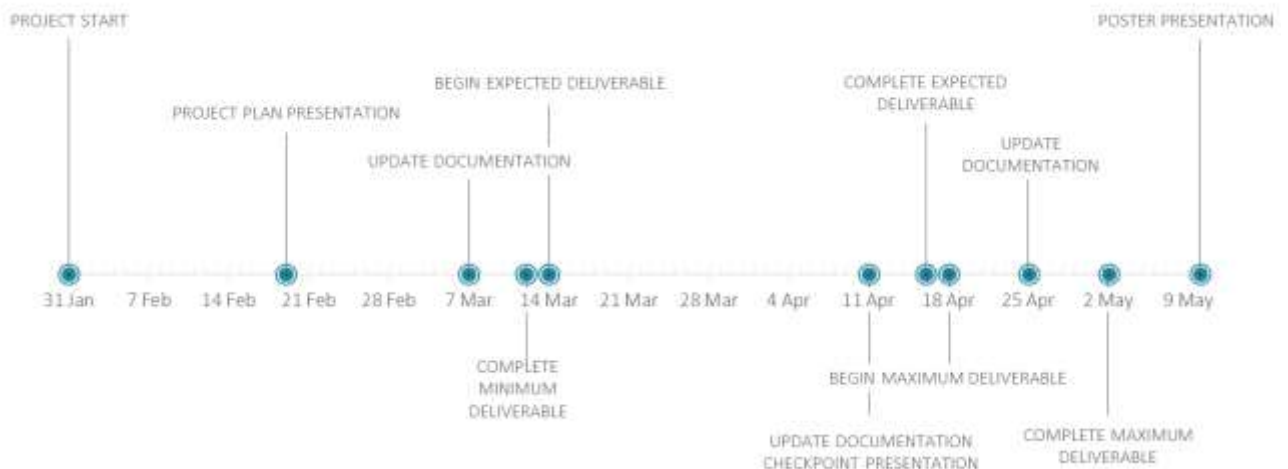 PROJECT START
POSTER PRESENTATION
BEGIN EXPECTED DELIVERABLE
COMPLETE EXPECTED
DELIVERABLE
PROJECT PLAN PRESENTATION
UPDATE DOCUMENTATION
UPDATE
DOCUMENTATION
31 Jan 7 Feb 14 Feb 21 Feb 28 Feb 7 Mar 14 Mar 21 Mar 28 Mar 4 Apr 11 Apr 18 Apr 25 Apr 2 May 9 May
COMPLETE
MINIMUM
DELIVERABLE
BEGIN MAXIMUM DELIVERABLE
UPDATE DOCUMENTATION
CHECKPOINT PRESENTATION
COMPLETE MAXIMUM
DELIVERABLE